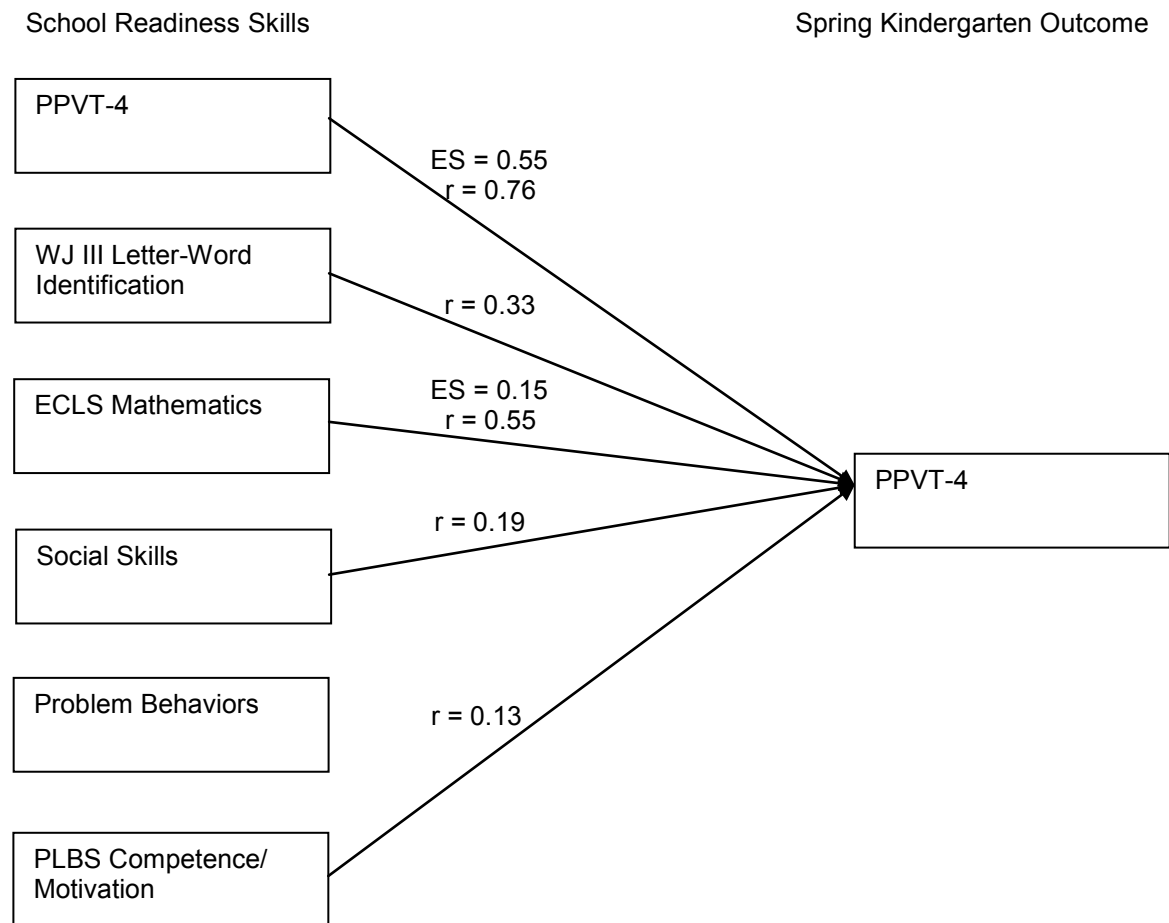 School Readiness Skills
Spring Kindergarten Outcome
PPVT-4
ES = 0.55
r = 0.76
WJ III Letter-Word
Identification
r = 0.33
ECLS Mathematics
ES = 0.15
r = 0.55
PPVT-4
Social Skills
r = 0.19
Problem Behaviors
r = 0.13
PLBS Competence/
Motivation